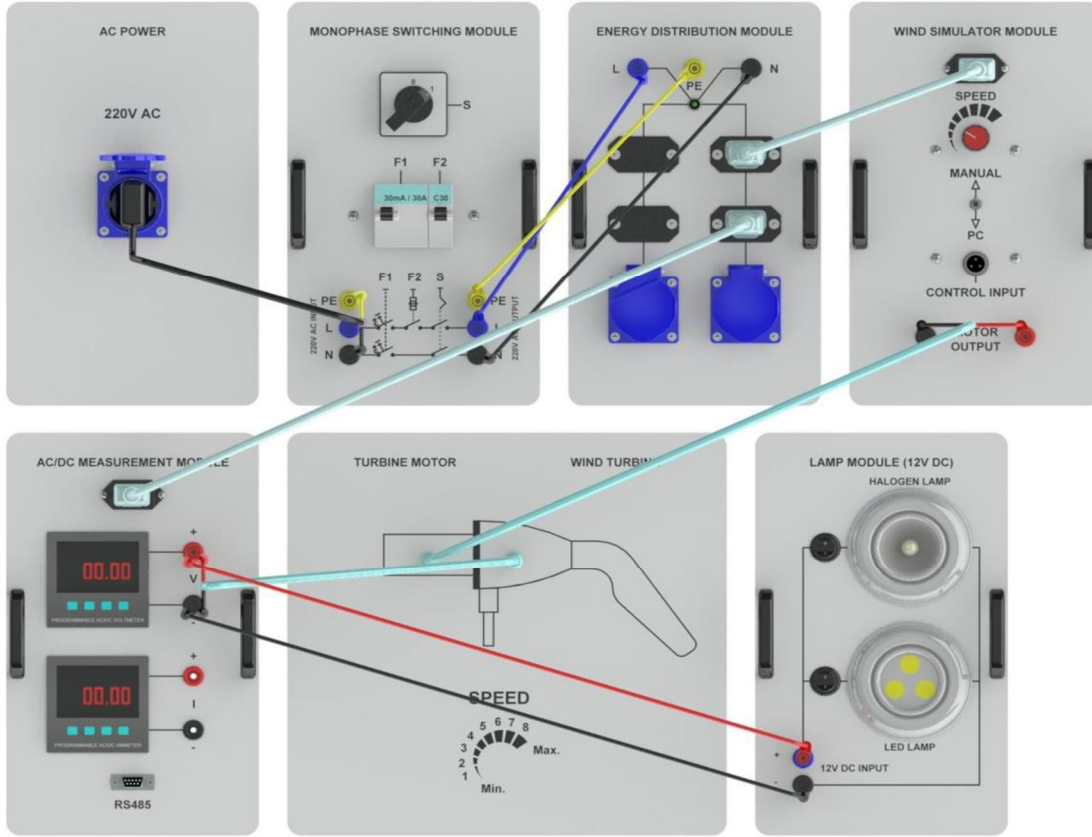 AC POWER
220V AC
MONOPHASE SWITCHING MODULE
0
1
S
F1 F2
30mA / 30A C30
F1 F2 S
PE PE
L L
N N
220V AC INPUT
220V AC OUTPUT
ENERGY DISTRIBUTION MODULE
L PE N
WIND SIMULATOR MODULE
SPEED
MANUAL
PC
CONTROL INPUT
MOTOR
OUTPUT
AC/DC MEASUREMENT MODULE
+
V
-
00.00
PROGRAMMABLE AC/DC VOLTMETER
+
I
-
00.00
PROGRAMMABLE AC/DC AMMETER
RS485
TURBINE MOTOR
WIND TURBINE
SPEED
1 2 3 4 5 6 7 8
Min.
Max.
LAMP MODULE (12V DC)
HALOGEN LAMP
LED LAMP
+
-
12V DC INPUT